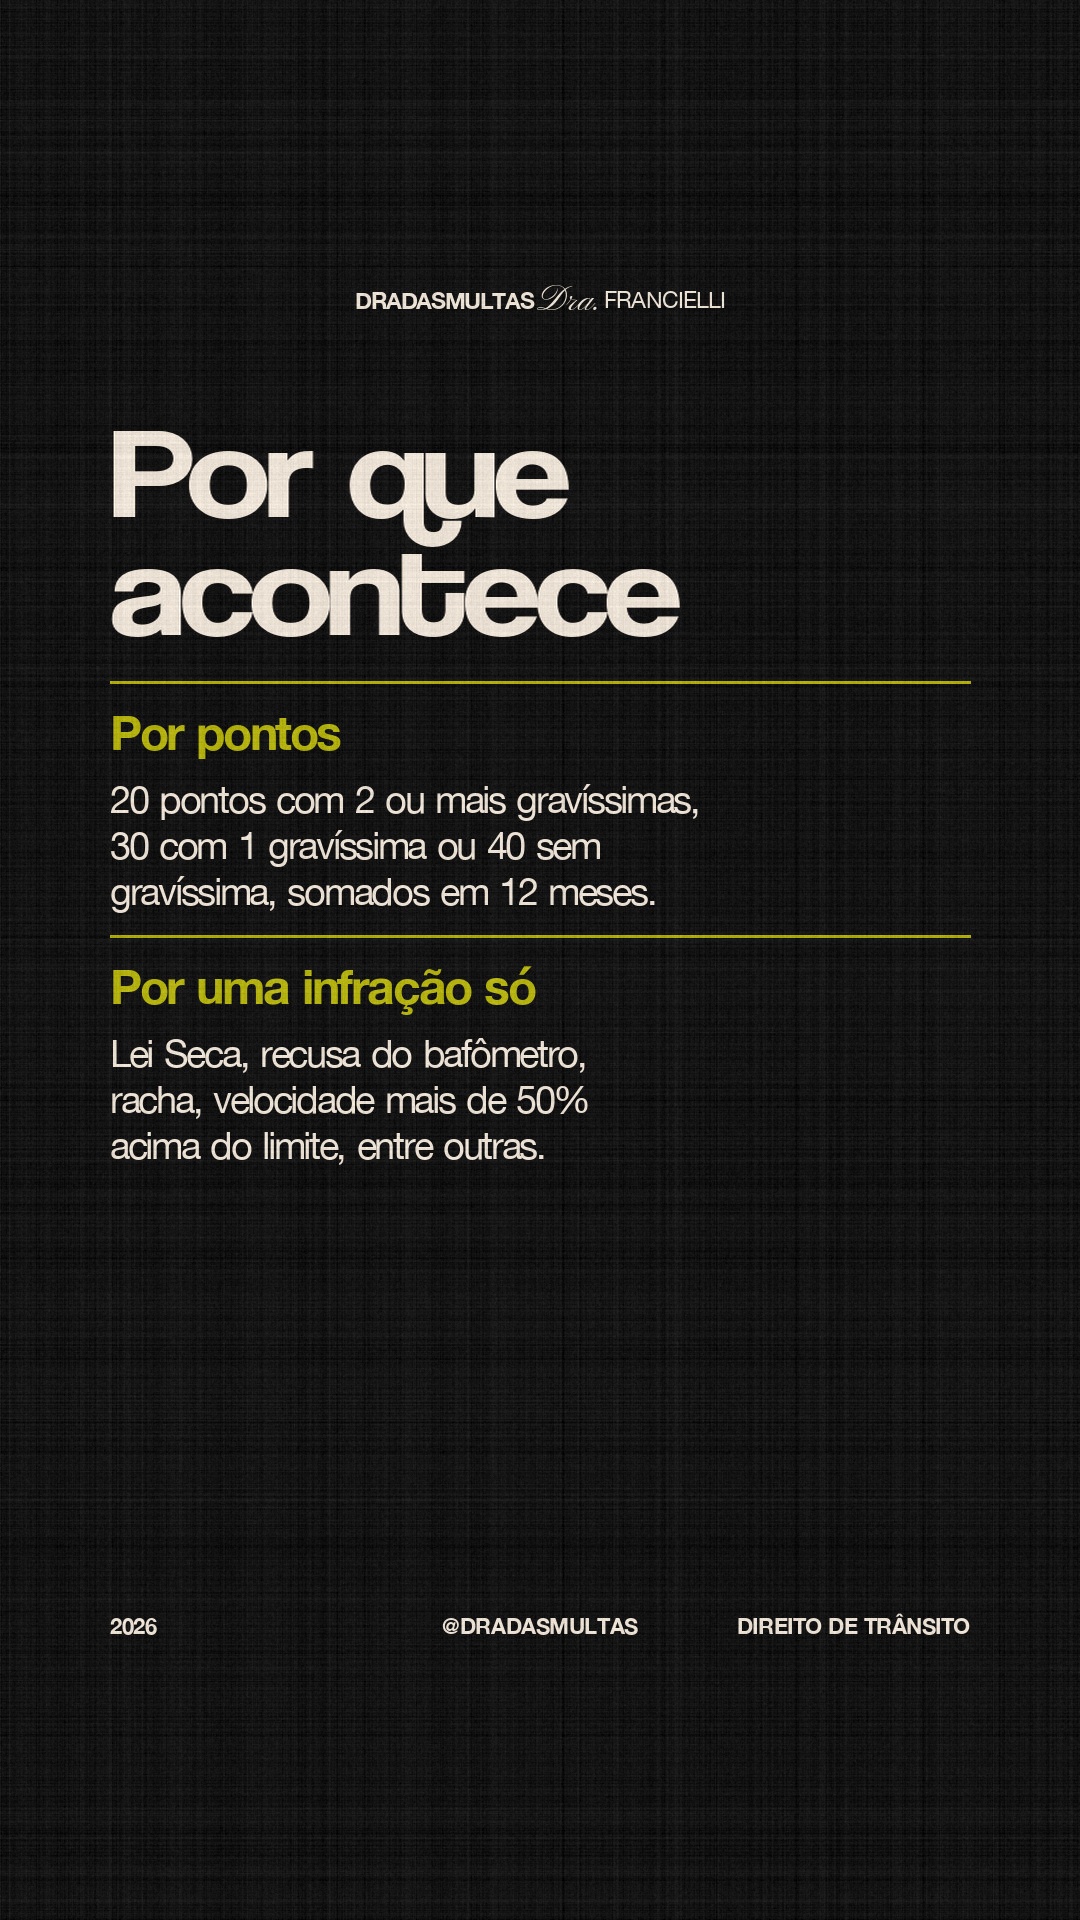 DRADASMULTAS Dra. FRANCIELLI
Por que
acontece
Por pontos
20 pontos com 2 ou mais gravíssimas,
30 com 1 gravíssima ou 40 sem
gravíssima, somados em 12 meses.
Por uma infração só
Lei Seca, recusa do bafômetro,
racha, velocidade mais de 50%
acima do limite, entre outras.
2026 @DRADASMULTAS DIREITO DE TRÂNSITO